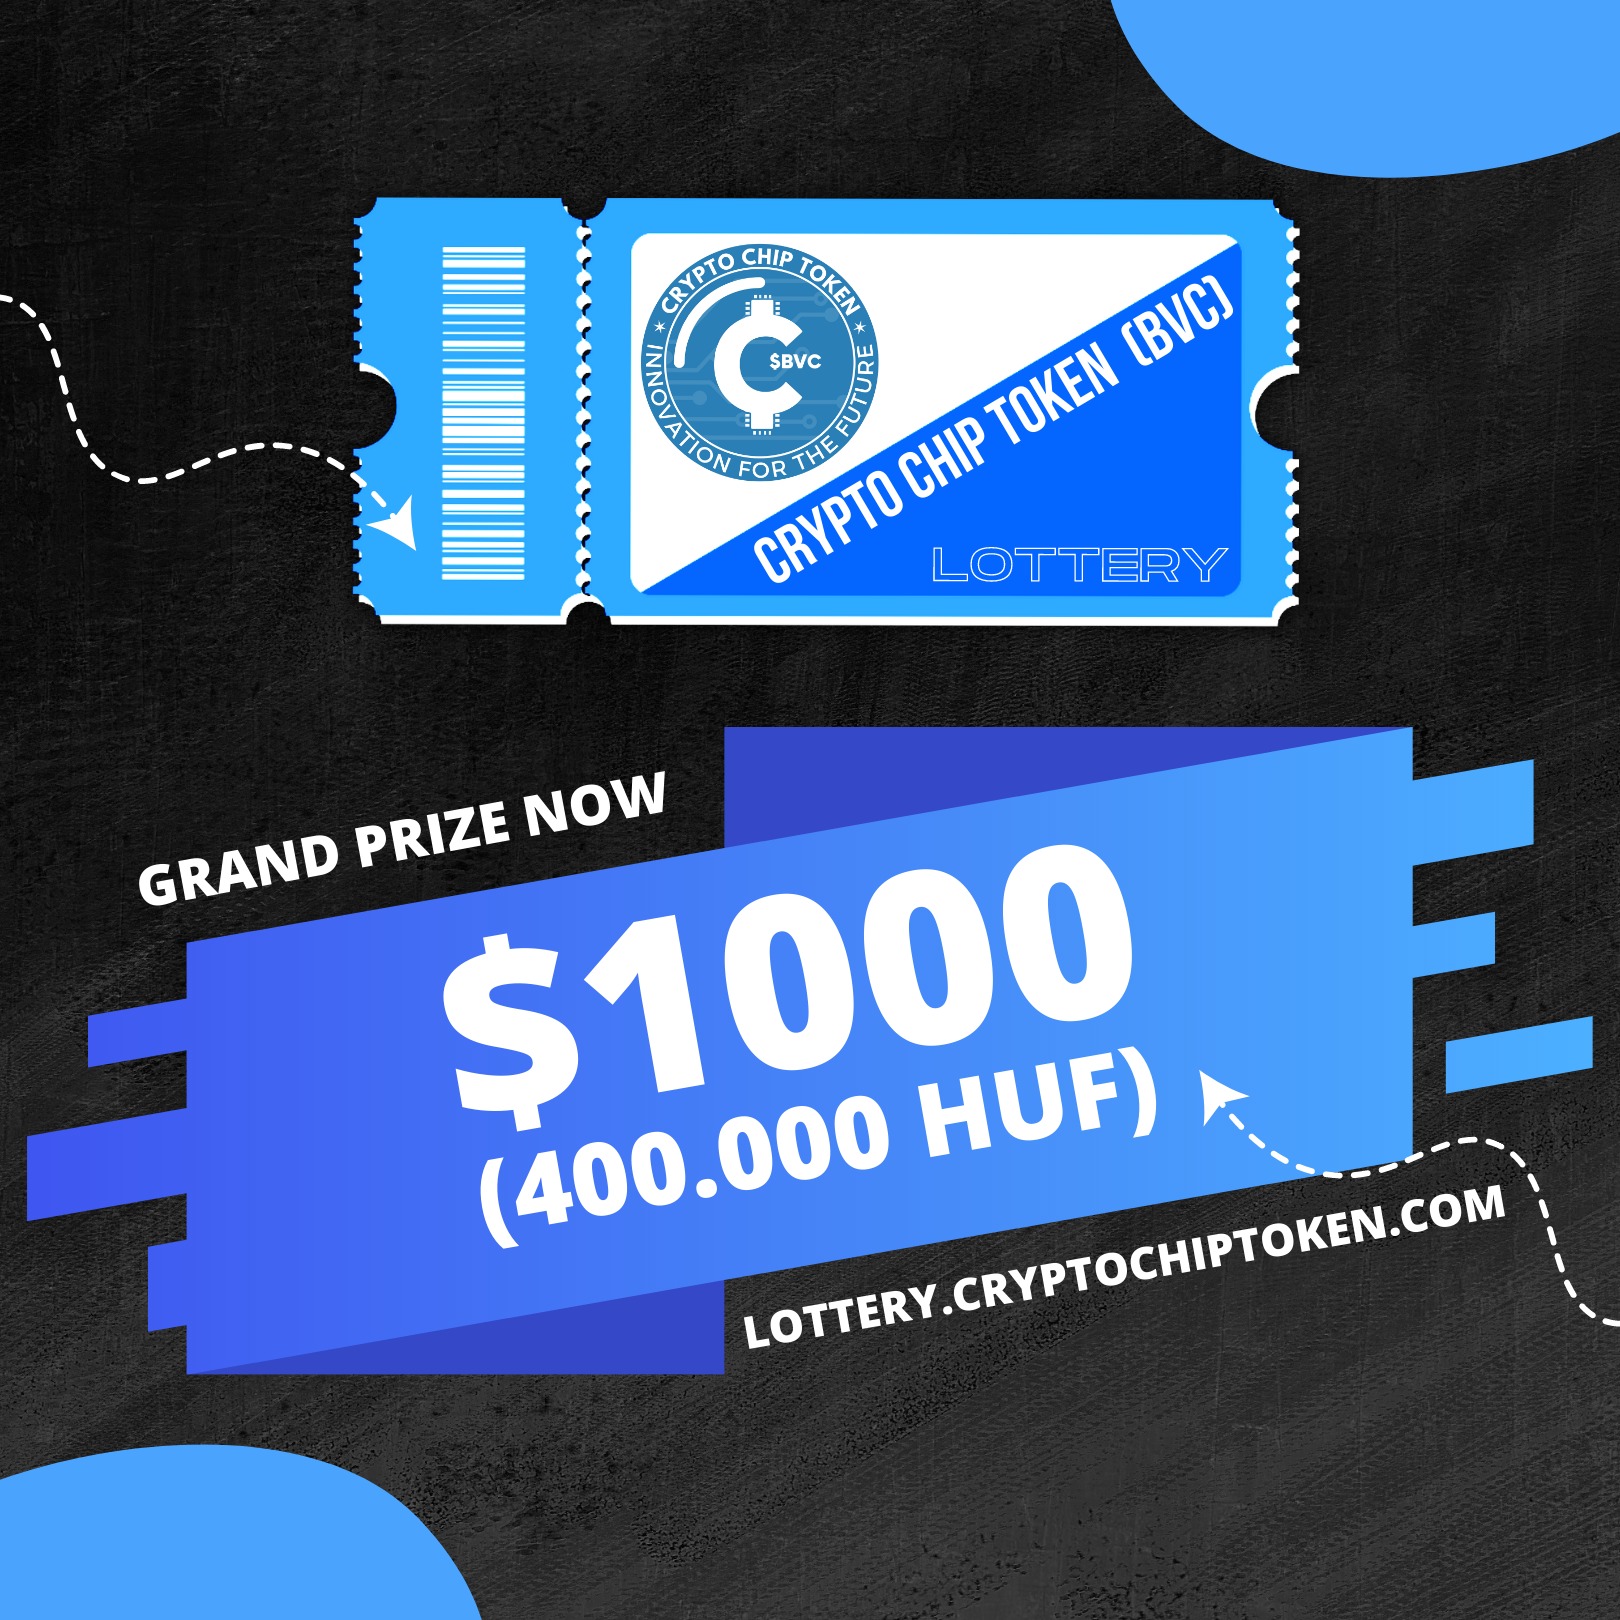 CRYPTO CHIP TOKEN
$BVC
INNOVATION FOR THE FUTURE
CRYPTO CHIP TOKEN (BVC)
LOTTERY
GRAND PRIZE NOW
$1000
(400.000 HUF)
LOTTERY.CRYPTOCHIPTOKEN.COM